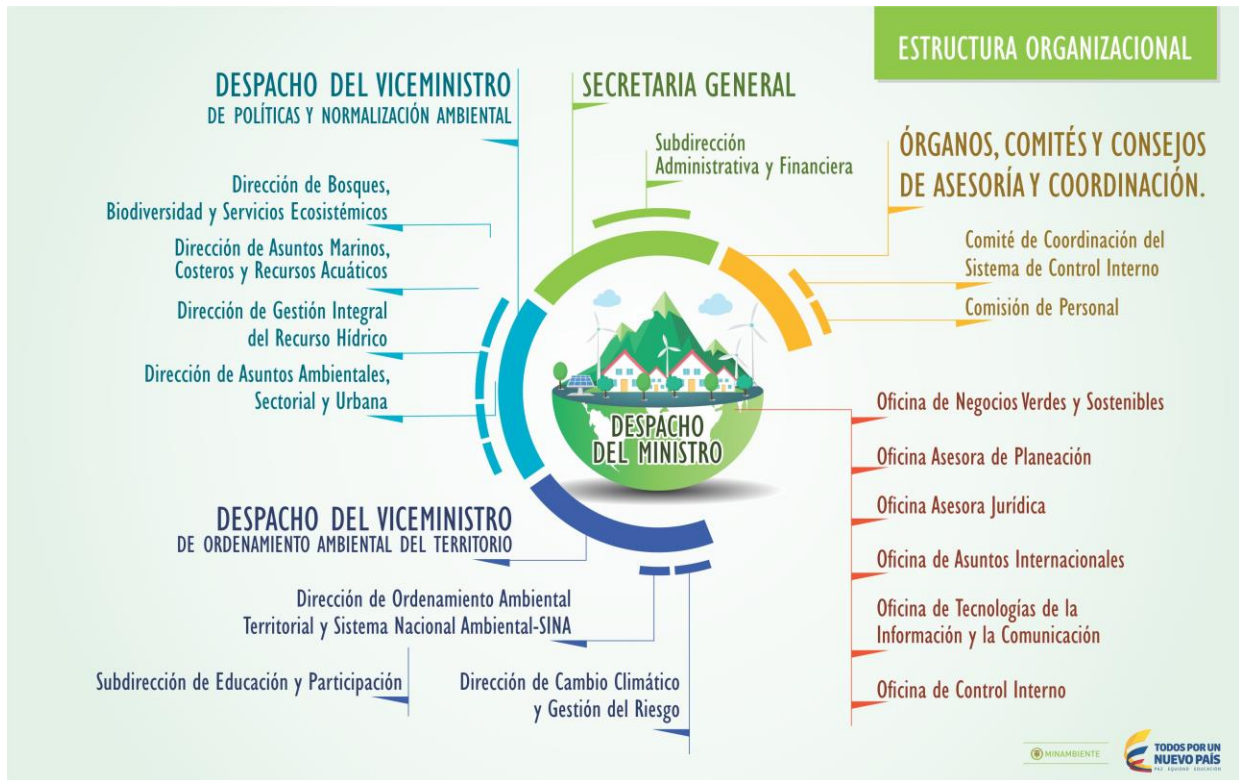 ESTRUCTURA ORGANIZACIONAL
DESPACHO DEL VICEMINISTRO
DE POLÍTICAS Y NORMALIZACIÓN AMBIENTAL
Dirección de Bosques,
Biodiversidad y Servicios Ecosistémicos
Dirección de Asuntos Marinos,
Costeros y Recursos Acuáticos
Dirección de Gestión Integral
del Recurso Hídrico
Dirección de Asuntos Ambientales,
Sectorial y Urbana
SECRETARIA GENERAL
Subdirección
Administrativa y Financiera
ÓRGANOS, COMITÉS Y CONSEJOS
DE ASESORÍA Y COORDINACIÓN.
Comité de Coordinación del
Sistema de Control Interno
Comisión de Personal
DESPACHO
DEL MINISTRO
Oficina de Negocios Verdes y Sostenibles
Oficina Asesora de Planeación
Oficina Asesora Jurídica
Oficina de Asuntos Internacionales
Oficina de Tecnologías de la
Información y la Comunicación
Oficina de Control Interno
DESPACHO DEL VICEMINISTRO
DE ORDENAMIENTO AMBIENTAL DEL TERRITORIO
Dirección de Ordenamiento Ambiental
Territorial y Sistema Nacional Ambiental-SINA
Subdirección de Educación y Participación
Dirección de Cambio Climático
y Gestión del Riesgo
MINAMBIENTE
TODOS POR UN
NUEVO PAÍS
PAZ EQUIDAD EDUCACIÓN